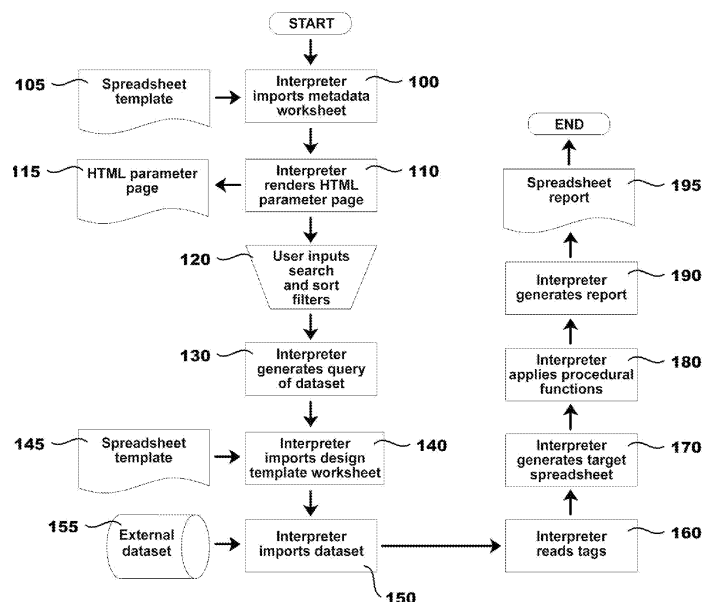 START
105
Spreadsheet
template
Interpreter
imports metadata
worksheet
100
115
HTML parameter
page
Interpreter
renders HTML
parameter page
110
120
User inputs
search
and sort
filters
130
Interpreter
generates query
of dataset
145
Spreadsheet
template
Interpreter
imports design
template worksheet
140
155
External
dataset
Interpreter
imports dataset
150
Interpreter
reads tags
160
Interpreter
generates target
spreadsheet
170
Interpreter
applies procedural
functions
180
Interpreter
generates report
190
Spreadsheet
report
195
END